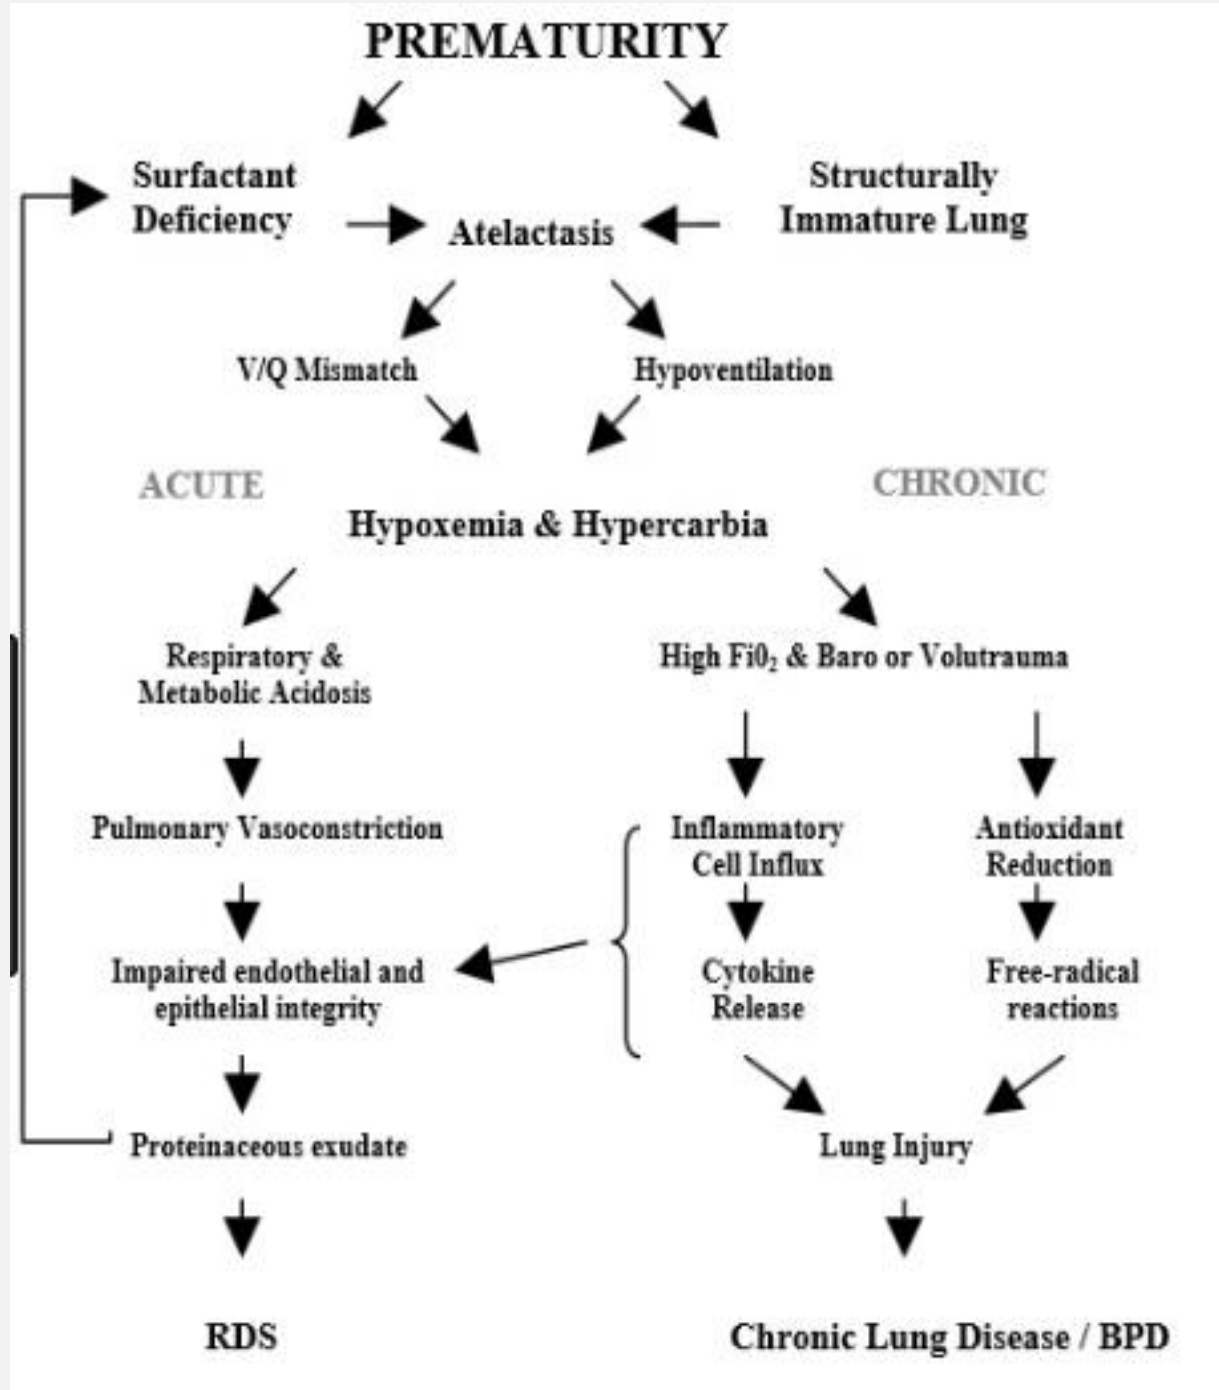 PREMATURITY
Surfactant
Deficiency
Structurally
Immature Lung
Atelactasis
V/Q Mismatch
Hypoventilation
ACUTE
CHRONIC
Hypoxemia & Hypercarbia
Respiratory &
Metabolic Acidosis
High Fi0₂ & Baro or Volutrauma
Pulmonary Vasoconstriction
Inflammatory
Cell Influx
Antioxidant
Reduction
Impaired endothelial and
epithelial integrity
Cytokine
Release
Free-radical
reactions
Proteinaceous exudate
Lung Injury
RDS
Chronic Lung Disease / BPD